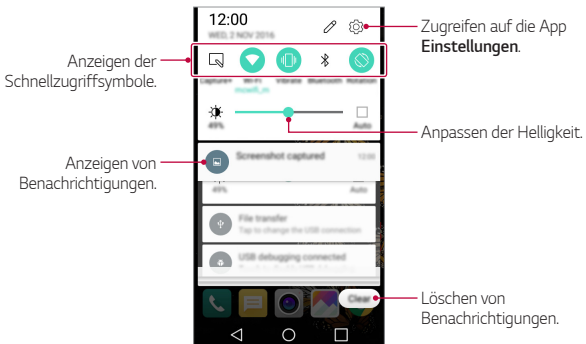 12:00
WED, 2 NOV 2016
Zugreifen auf die App
Einstellungen.
Anzeigen der
Schnellzugriffsymbole.
Capture+ Wi-Fi Vibrate Bluetooth Rotation
49% Auto
Anpassen der Helligkeit.
Screenshot captured 12:00
Anzeigen von
Benachrichtigungen.
49% Auto
File transfer
Tap to change the USB connection
USB debugging connected
Clear
Löschen von
Benachrichtigungen.